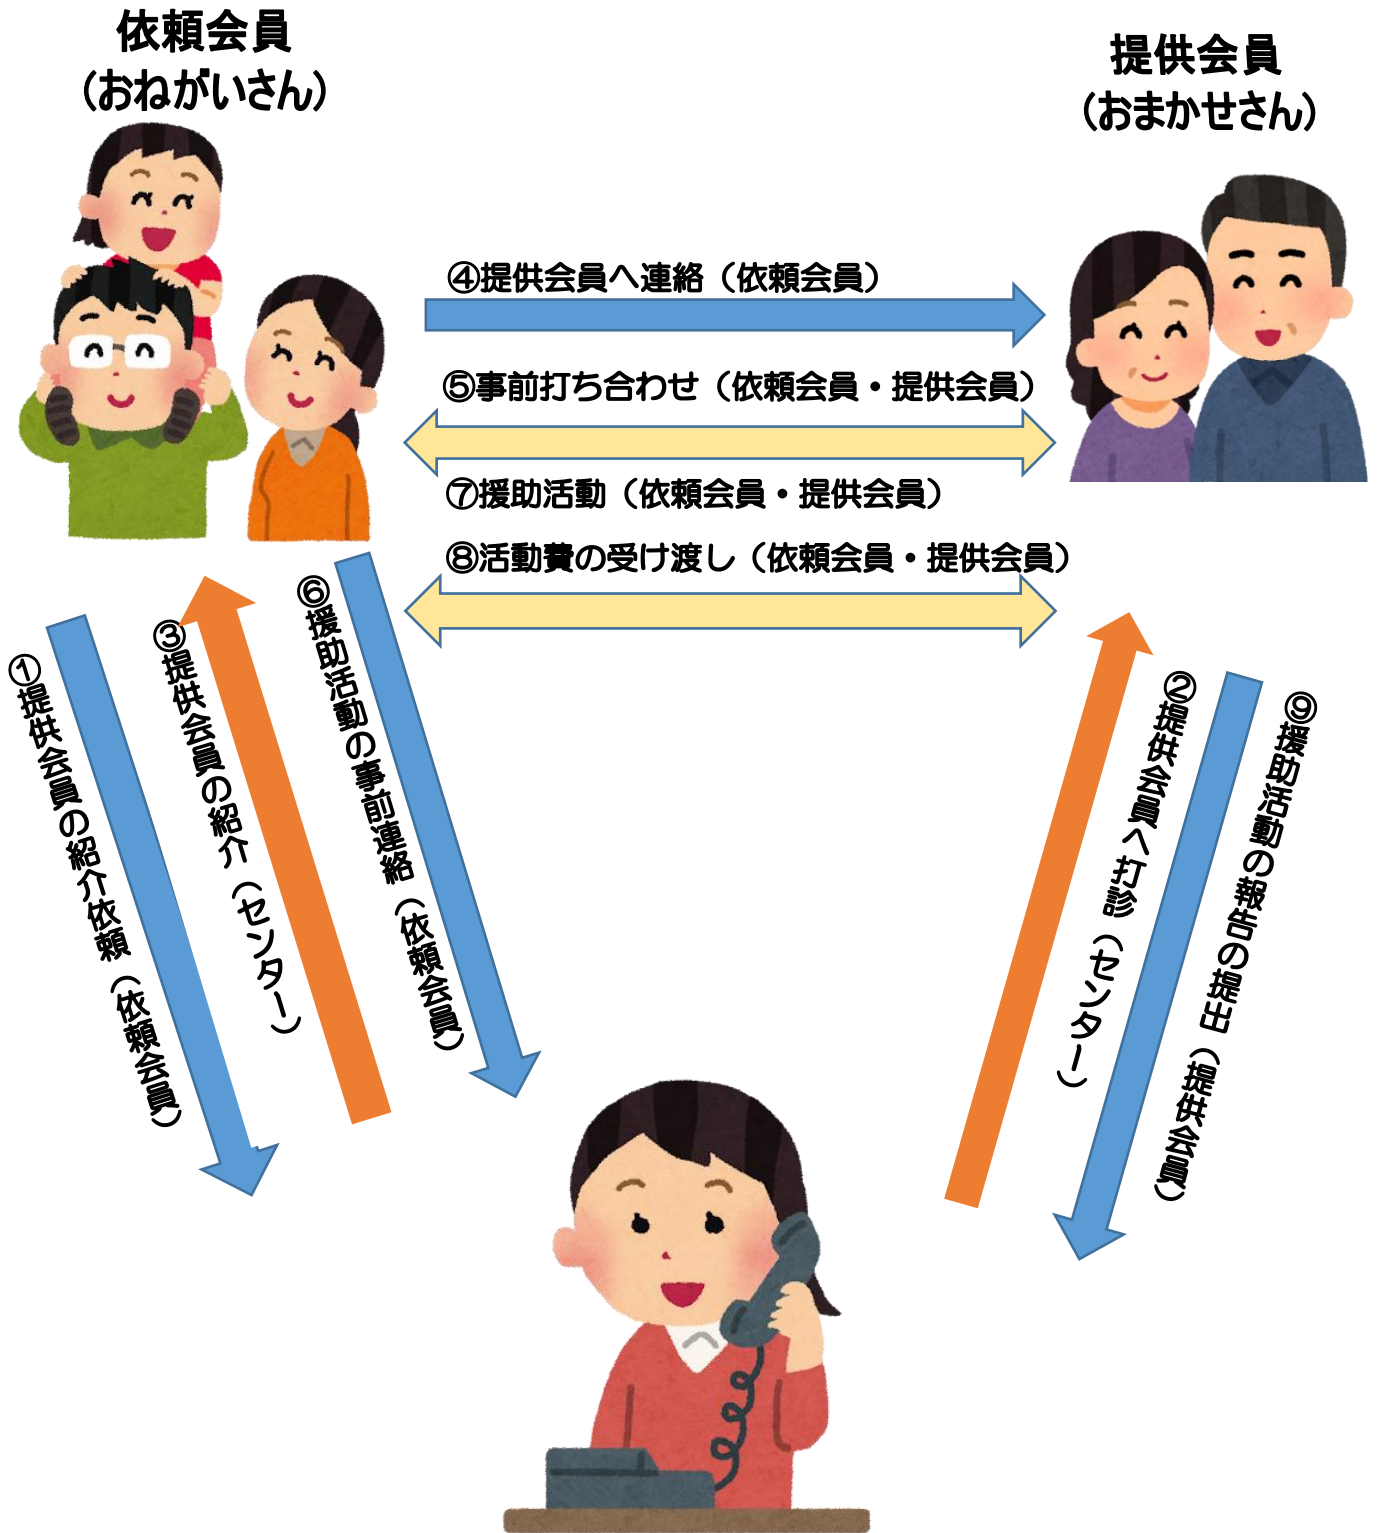 依頼会員
（おねがいさん）
提供会員
（おまかせさん）
④提供会員へ連絡（依頼会員）
⑤事前打ち合わせ（依頼会員・提供会員）
⑦援助活動（依頼会員・提供会員）
⑧活動費の受け渡し（依頼会員・提供会員）
①提供会員の紹介依頼（依頼会員）
③提供会員の紹介（センター）
⑥援助活動の事前連絡（依頼会員）
②提供会員へ打診（センター）
⑨援助活動の報告の提出（提供会員）